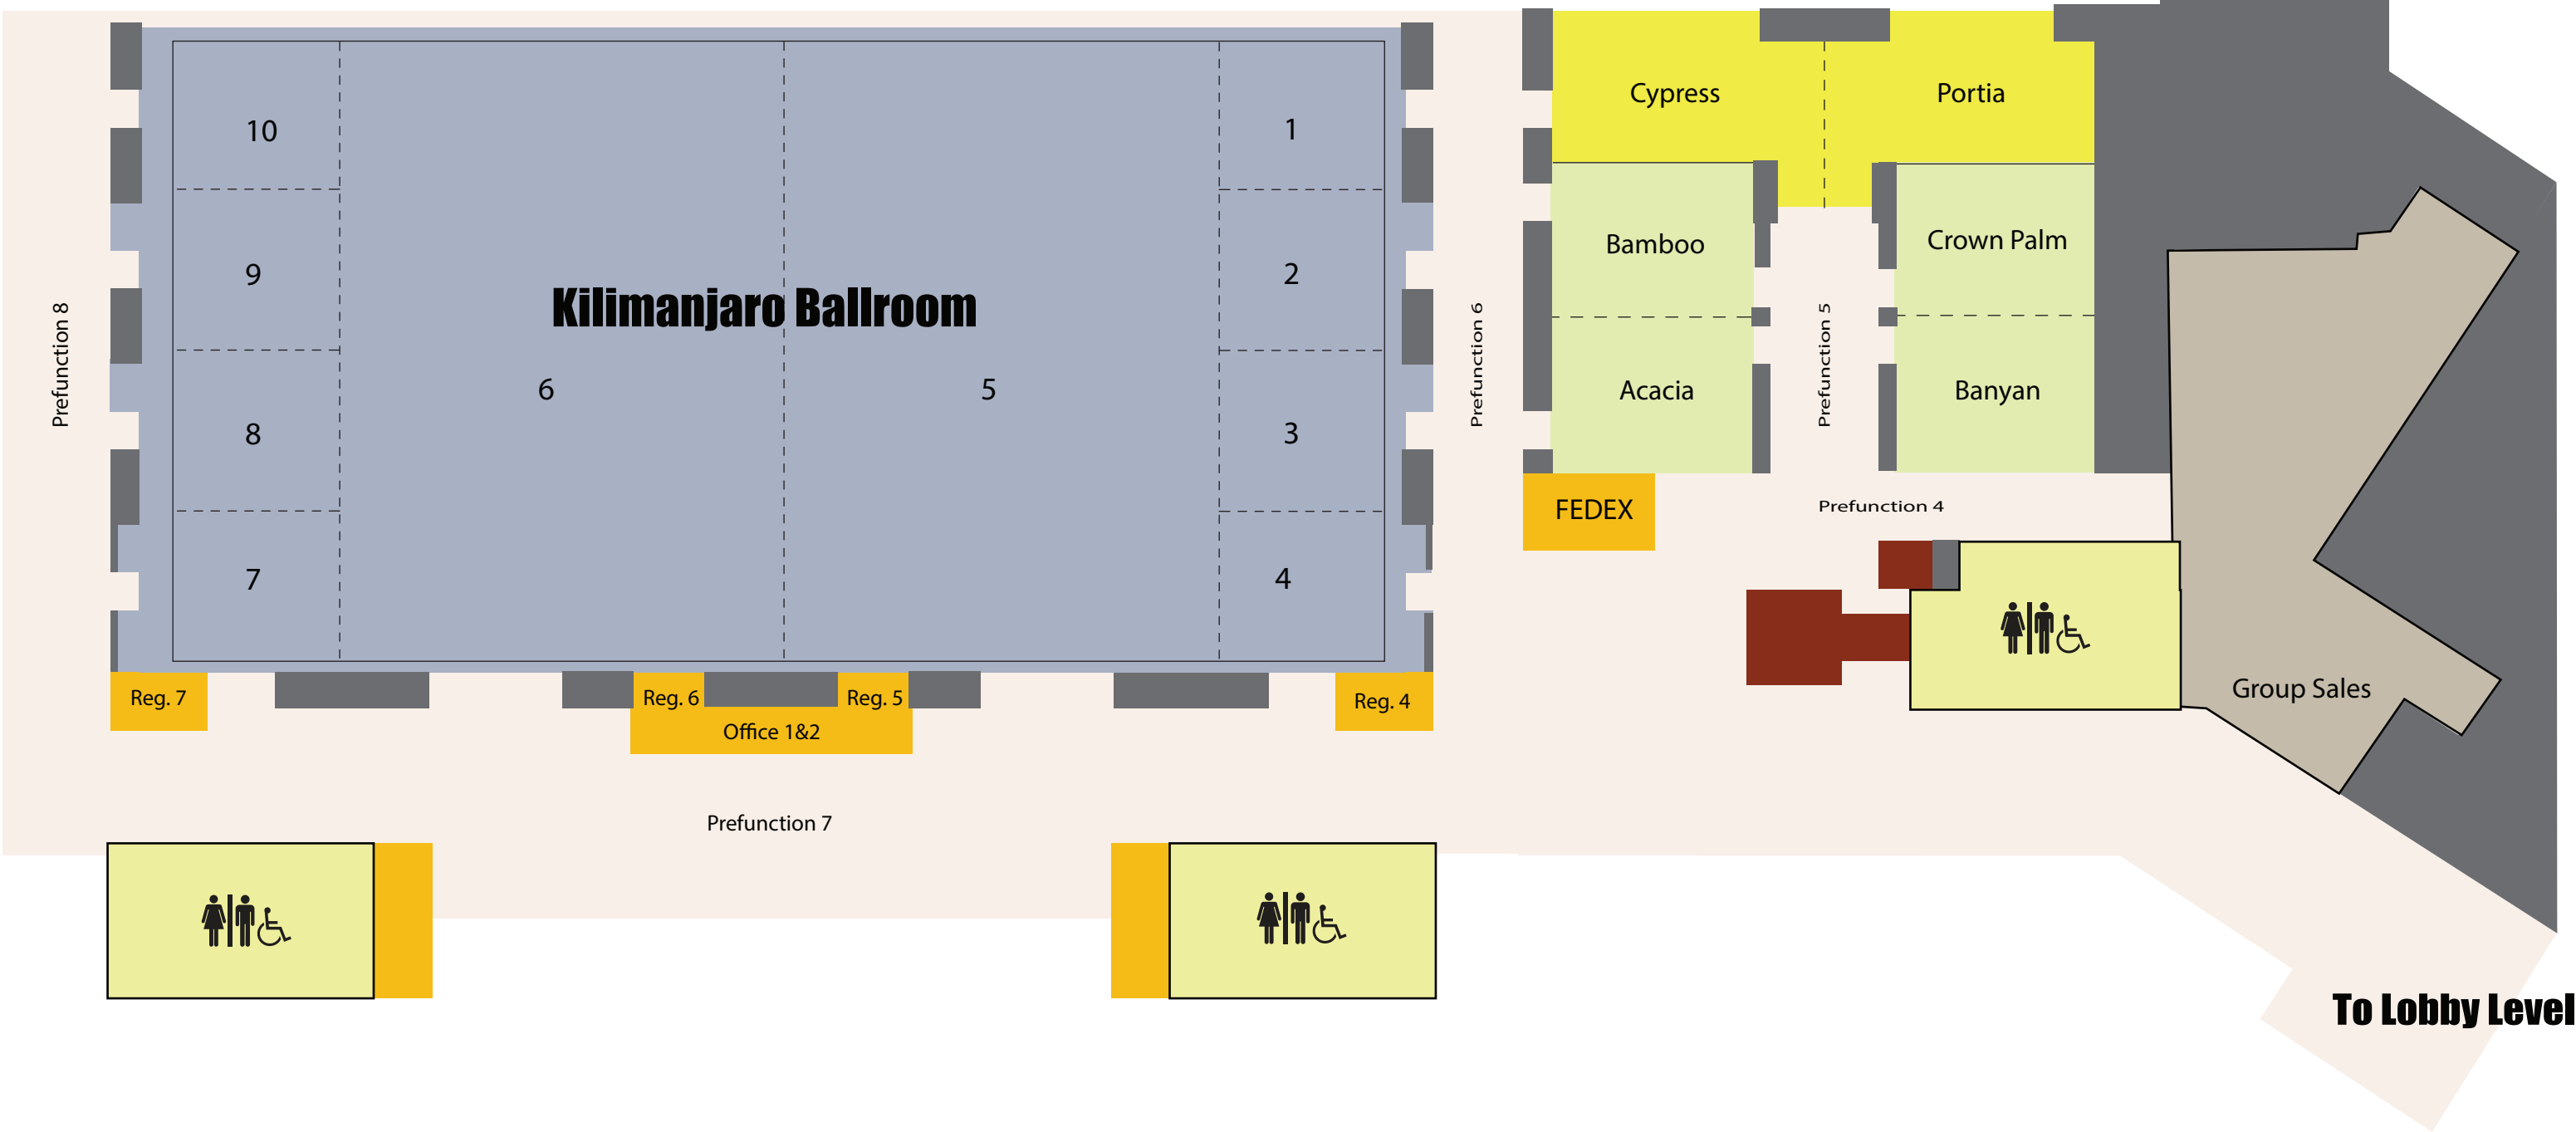 Cypress
Portia
10
1
Bamboo
Crown Palm
9
2
Kilimanjaro Ballroom
Prefunction 8
Prefunction 6
Prefunction 5
6
5
Acacia
Banyan
8
3
FEDEX
Prefunction 4
7
4
Reg. 7
Reg. 6
Reg. 5
Reg. 4
Group Sales
Office 1&2
Prefunction 7
To Lobby Level